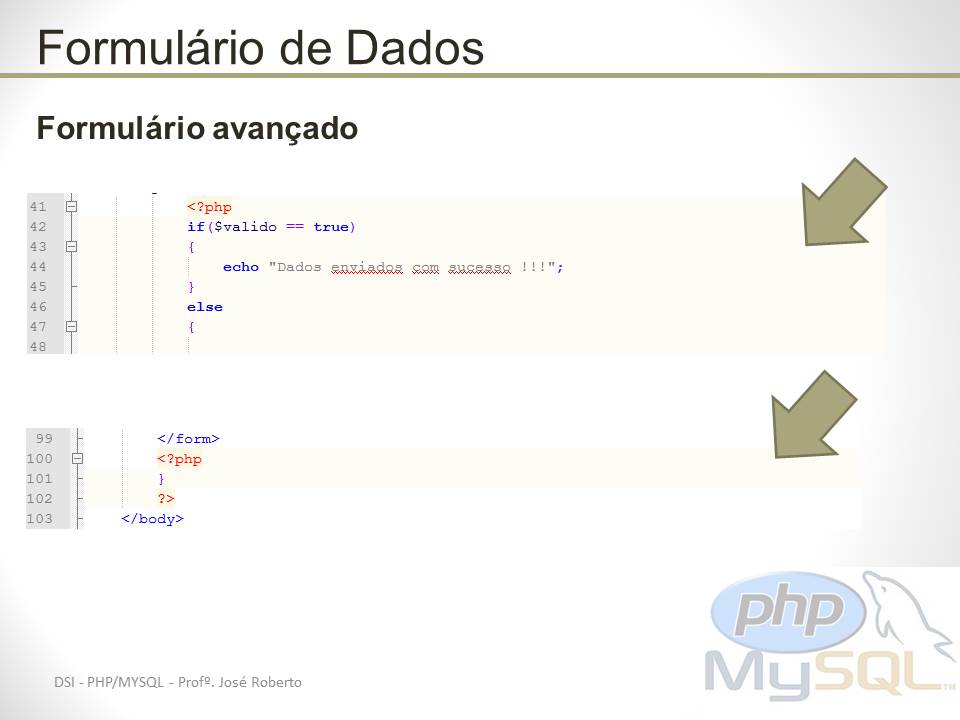 Formulário de Dados
Formulário avançado
41 <?php
42 if($valido == true)
43 {
44 echo "Dados enviados com sucesso !!!";
45 }
46 else
47 {
48
99 </form>
100 <?php
101 }
102 ?>
103 </body>
php
MySQL™
DSI - PHP/MYSQL - Profº. José Roberto